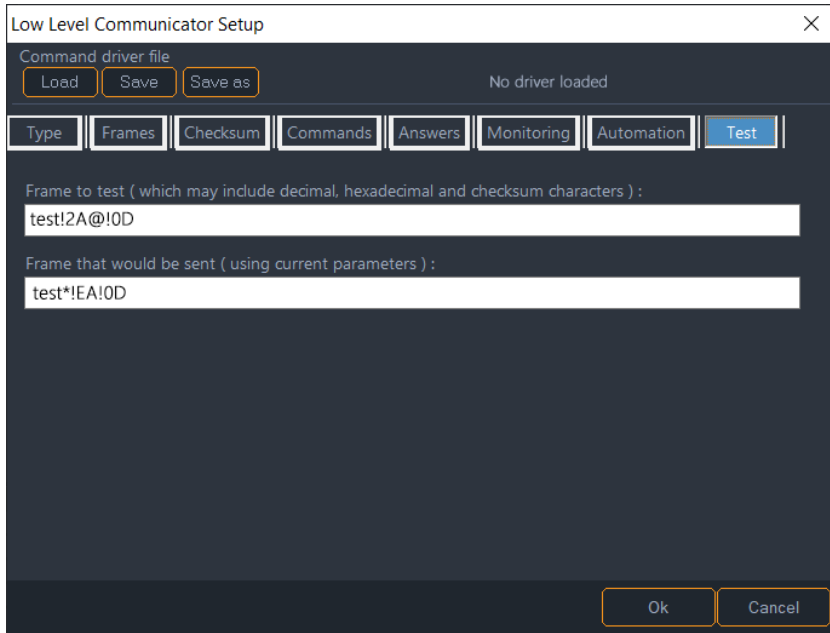 Low Level Communicator Setup
Command driver file
Load Save Save as No driver loaded
Type Frames Checksum Commands Answers Monitoring Automation Test
Frame to test ( which may include decimal, hexadecimal and checksum characters ) :
test!2A@!0D
Frame that would be sent ( using current parameters ) :
test*!EA!0D
Ok Cancel